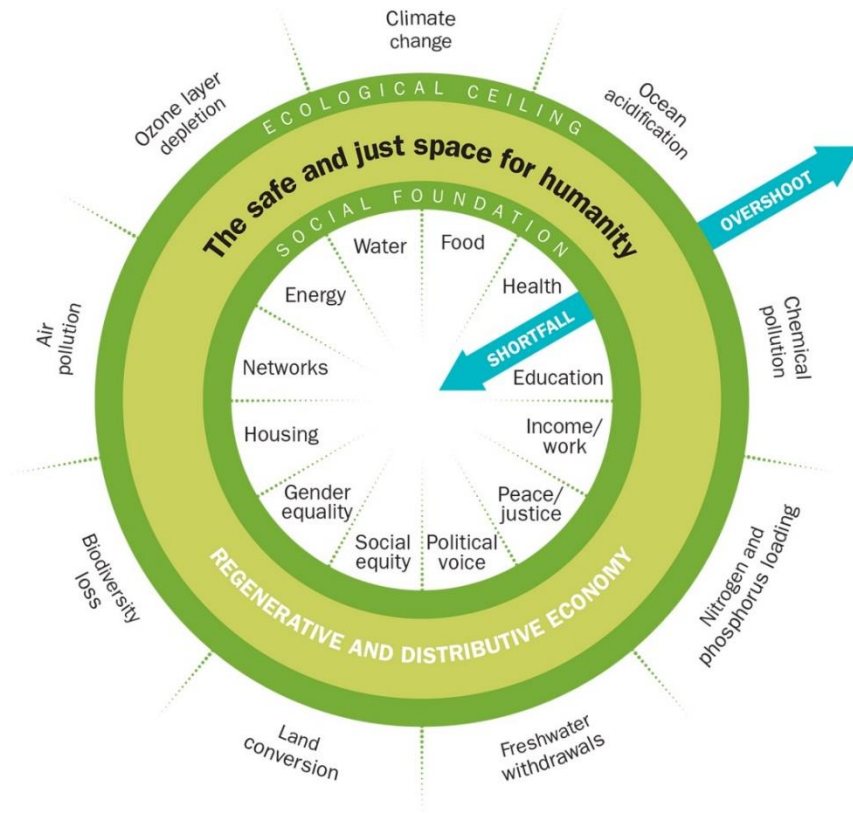 Climate
change
Ocean
acidification
Chemical
pollution
Nitrogen and
phosphorus loading
Freshwater
withdrawals
Land
conversion
Biodiversity
loss
Air
pollution
Ozone layer
depletion
ECOLOGICAL CEILING
OVERSHOOT
The safe and just space for humanity
SOCIAL FOUNDATION
Water
Food
Health
SHORTFALL
Education
Income/
work
Peace/
justice
Political
voice
Social
equity
Gender
equality
Housing
Networks
Energy
REGENERATIVE AND DISTRIBUTIVE ECONOMY